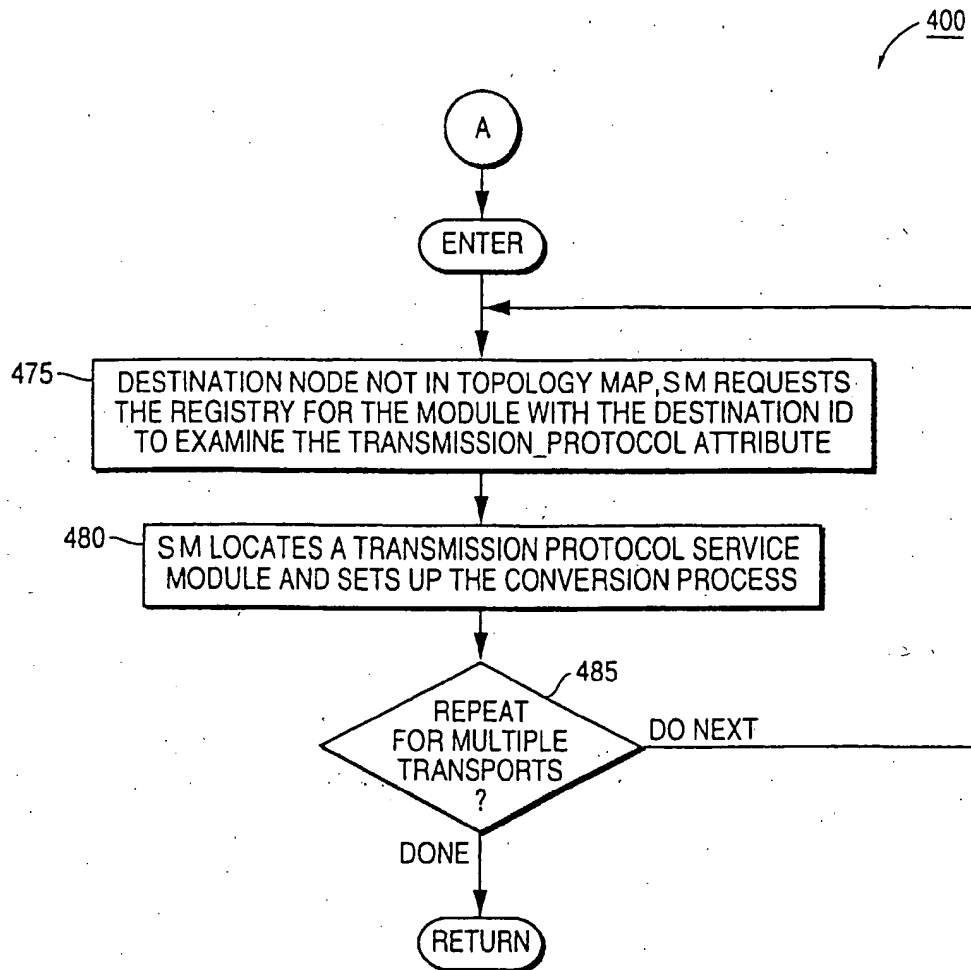 400
A
ENTER
475
DESTINATION NODE NOT IN TOPOLOGY MAP, SM REQUESTS
THE REGISTRY FOR THE MODULE WITH THE DESTINATION ID
TO EXAMINE THE TRANSMISSION_PROTOCOL ATTRIBUTE
480
SM LOCATES A TRANSMISSION PROTOCOL SERVICE
MODULE AND SETS UP THE CONVERSION PROCESS
485
REPEAT
FOR MULTIPLE
TRANSPORTS
?
DO NEXT
DONE
RETURN